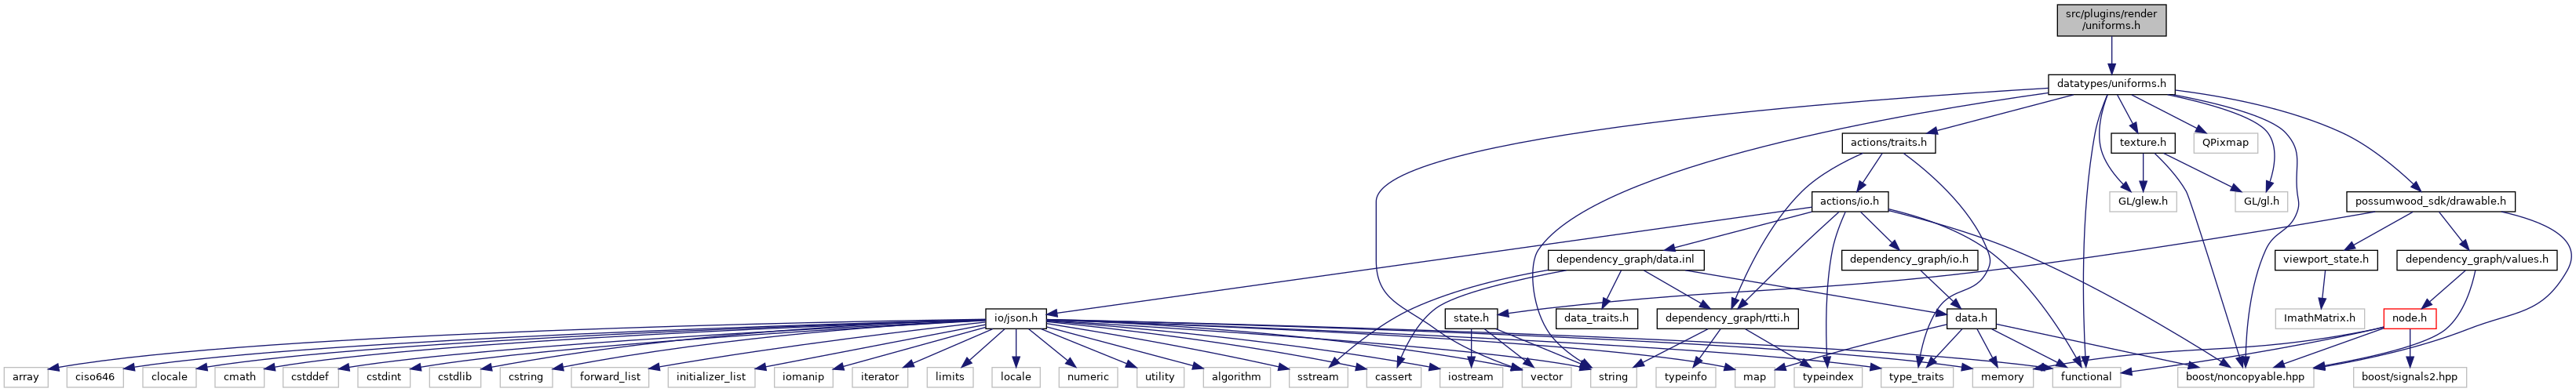 src/plugins/render
/uniforms.h
datatypes/uniforms.h
actions/traits.h
texture.h
QPixmap
actions/io.h
GL/glew.h
GL/gl.h
possumwood_sdk/drawable.h
dependency_graph/data.inl
dependency_graph/io.h
viewport_state.h
dependency_graph/values.h
io/json.h
state.h
data_traits.h
dependency_graph/rtti.h
data.h
ImathMatrix.h
node.h
array
ciso646
clocale
cmath
cstddef
cstdint
cstdlib
cstring
forward_list
initializer_list
iomanip
iterator
limits
locale
numeric
utility
algorithm
sstream
cassert
iostream
vector
string
typeinfo
map
typeindex
type_traits
memory
functional
boost/noncopyable.hpp
boost/signals2.hpp